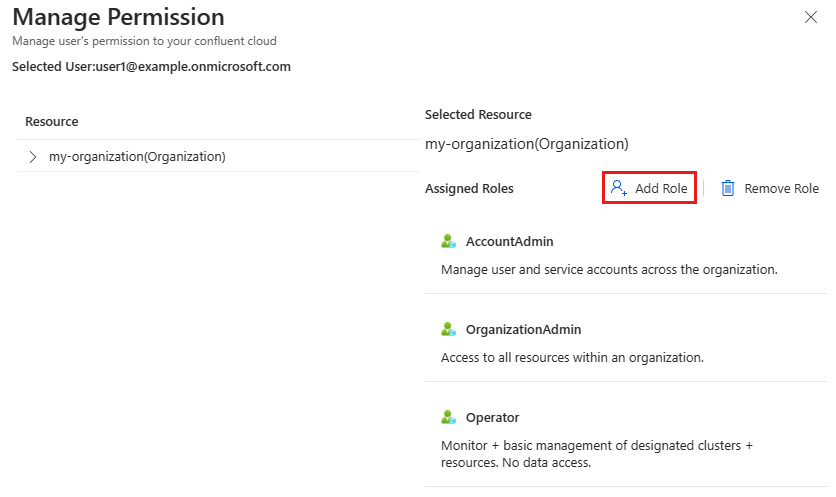 Manage Permission
Manage user's permission to your confluent cloud
Selected User:user1@example.onmicrosoft.com
Resource
my-organization(Organization)
Selected Resource
my-organization(Organization)
Assigned Roles
Add Role
Remove Role
AccountAdmin
Manage user and service accounts across the organization.
OrganizationAdmin
Access to all resources within an organization.
Operator
Monitor + basic management of designated clusters +
resources. No data access.